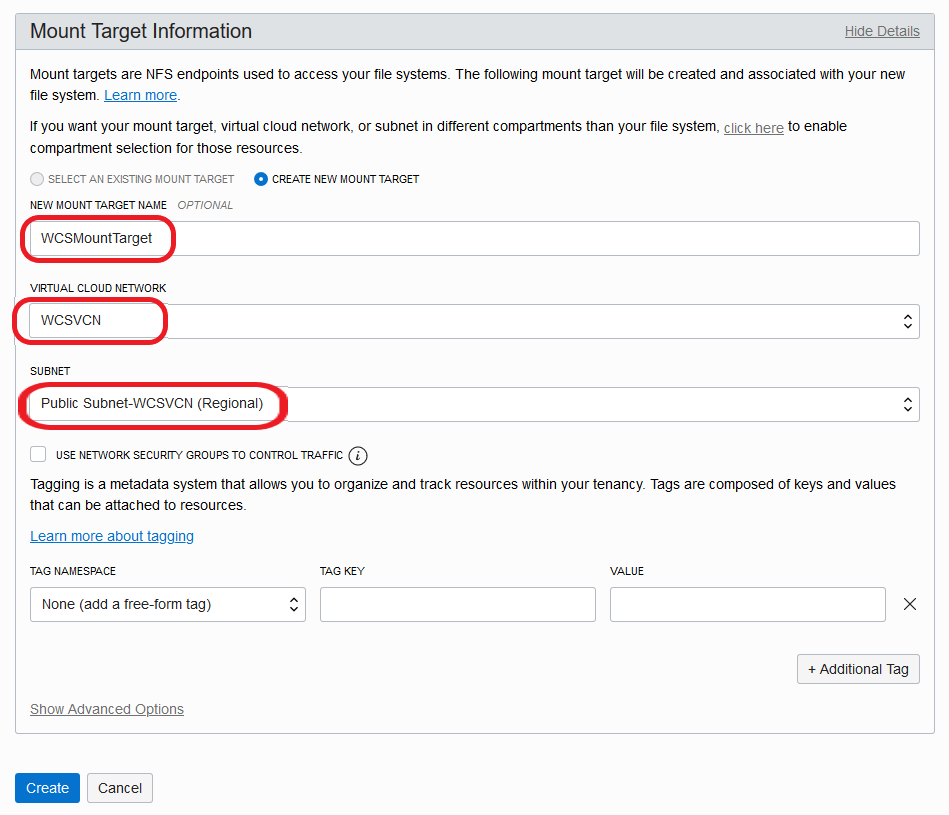 Mount Target Information
Hide Details
Mount targets are NFS endpoints used to access your file systems. The following mount target will be created and associated with your new
file system. Learn more.
If you want your mount target, virtual cloud network, or subnet in different compartments than your file system, click here to enable
compartment selection for those resources.
SELECT AN EXISTING MOUNT TARGET
CREATE NEW MOUNT TARGET
NEW MOUNT TARGET NAME OPTIONAL
WCSMountTarget
VIRTUAL CLOUD NETWORK
WCSVCN
SUBNET
Public Subnet-WCSVCN (Regional)
USE NETWORK SECURITY GROUPS TO CONTROL TRAFFIC i
Tagging is a metadata system that allows you to organize and track resources within your tenancy. Tags are composed of keys and values
that can be attached to resources.
Learn more about tagging
TAG NAMESPACE
TAG KEY
VALUE
None (add a free-form tag)
+ Additional Tag
Show Advanced Options
Create
Cancel